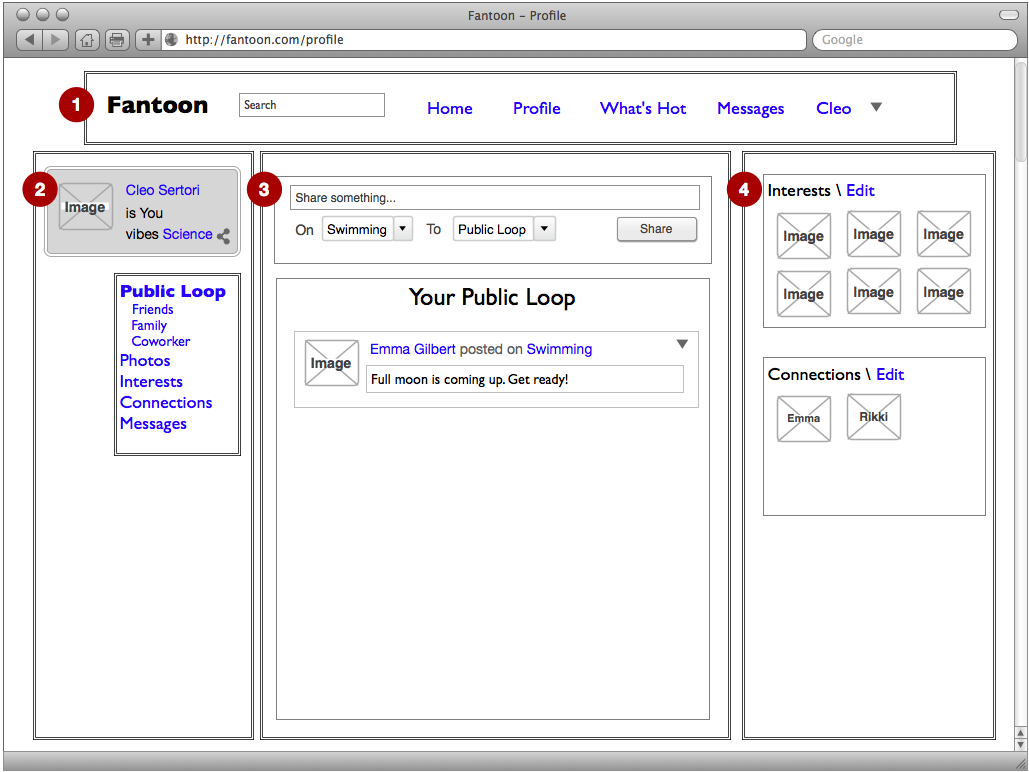 Fantoon – Profile
http://fantoon.com/profile
Google
1
Fantoon
Search
Home
Profile
What's Hot
Messages
Cleo
2
Image
Cleo Sertori
is You
vibes Science
Public Loop
Friends
Family
Coworker
Photos
Interests
Connections
Messages
3
Share something...
On Swimming To Public Loop Share
Your Public Loop
Image
Emma Gilbert posted on Swimming
Full moon is coming up. Get ready!
4
Interests \ Edit
Image Image Image
Image Image Image
Connections \ Edit
Emma Rikki